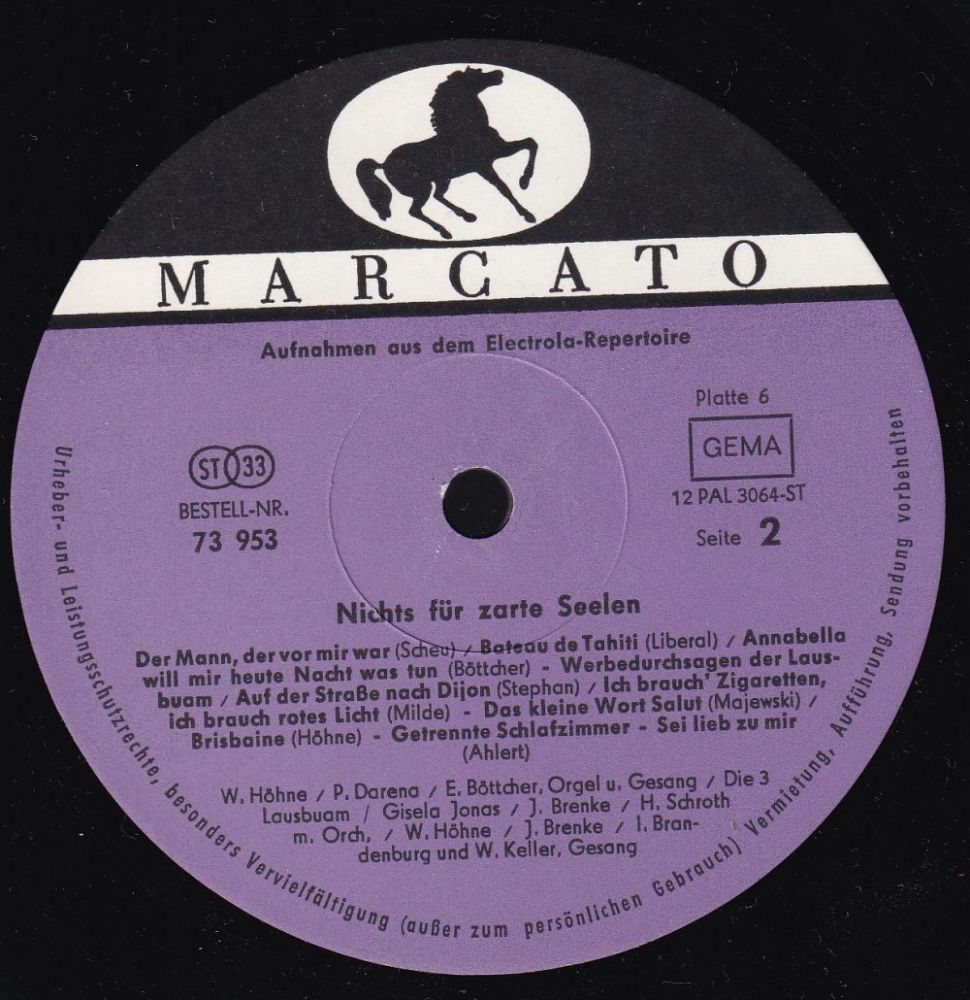 MARCATO
Aufnahmen aus dem Electrola-Repertoire
Platte 6
GEMA
12 PAL 3064-ST
Seite 2
ST 33
BESTELL-NR.
73 953
Nichts für zarte Seelen
Der Mann, der vor mir war (Scheu) / Bateau de Tahiti (Liberal) / Annabella
will mir heute Nacht was tun (Böttcher) - Werbedurchsagen der Laus-
buam / Auf der Straße nach Dijon (Stephan) / Ich brauch' Zigaretten,
ich brauch rotes Licht (Milde) - Das kleine Wort Salut (Majewski) /
Brisbaine (Höhne) - Getrennte Schlafzimmer - Sei lieb zu mir
(Ahlert)
W. Höhne / P. Darena / E. Böttcher, Orgel u. Gesang / Die 3
Lausbuam / Gisela Jonas / J. Brenke / H. Schroth
m. Orch, / W. Höhne / J. Brenke / I. Bran-
denburg und W. Keller, Gesang
Urheber- und Leistungsschutzrechte, besonders Vervielfältigung (außer zum persönlichen Gebrauch) Vermietung, Aufführung, Sendung vorbehalten